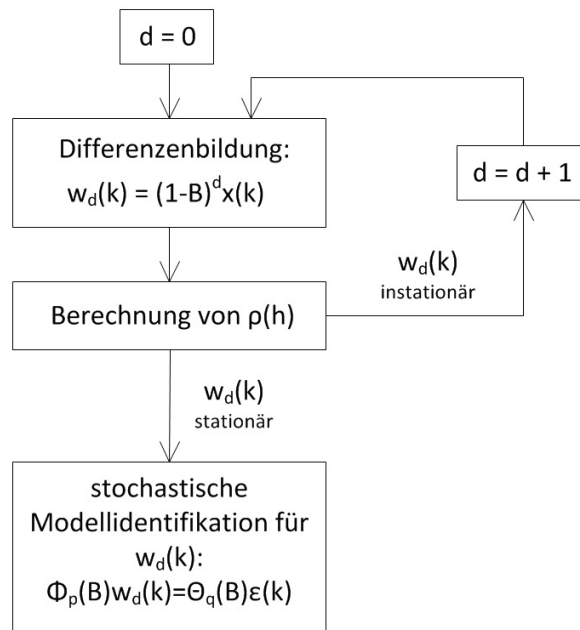 d = 0
Differenzenbildung:
w_d(k) = (1-B)^d x(k)
d = d + 1
Berechnung von ρ(h)
w_d(k)
instationär
w_d(k)
stationär
stochastische
Modellidentifikation für
w_d(k):
Φ_p(B)w_d(k)=Θ_q(B)ε(k)